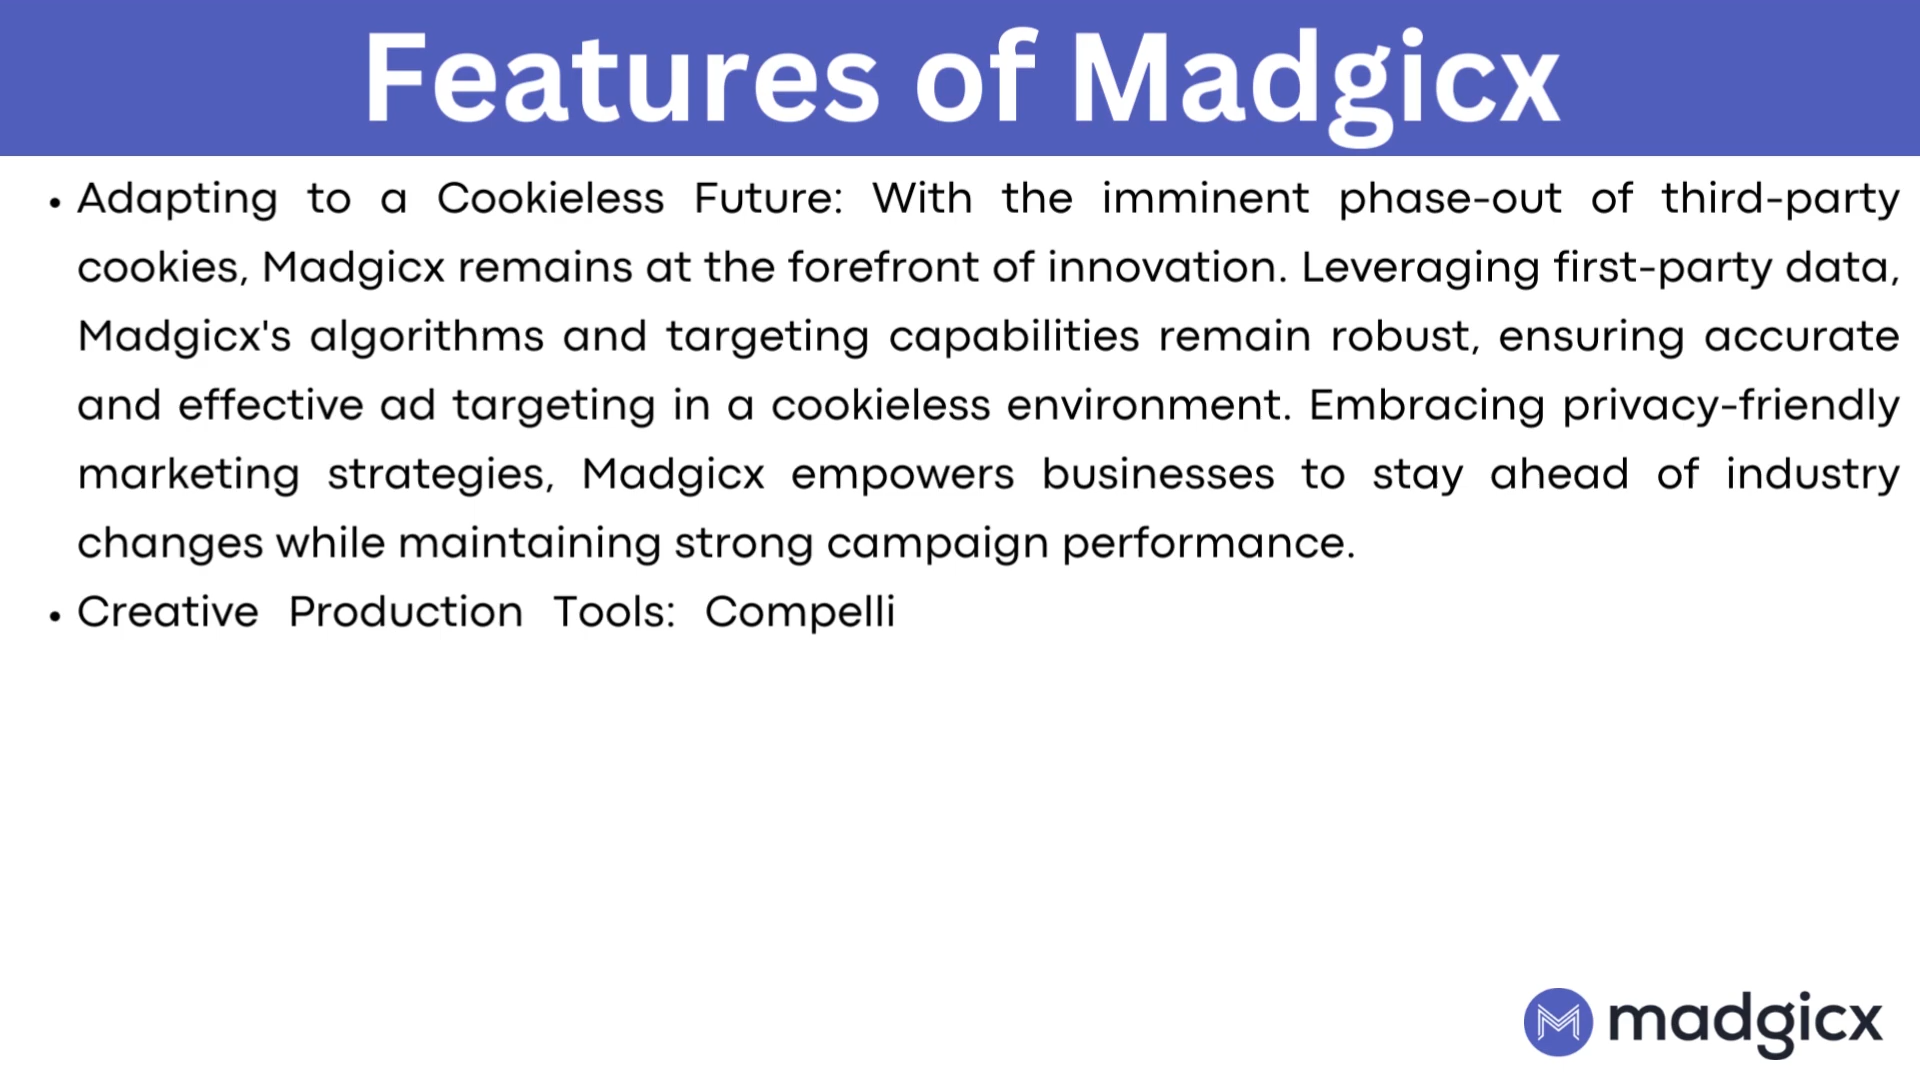 Features of Madgicx
• Adapting to a Cookieless Future: With the imminent phase-out of third-party
cookies, Madgicx remains at the forefront of innovation. Leveraging first-party data,
Madgicx's algorithms and targeting capabilities remain robust, ensuring accurate
and effective ad targeting in a cookieless environment. Embracing privacy-friendly
marketing strategies, Madgicx empowers businesses to stay ahead of industry
changes while maintaining strong campaign performance.
• Creative Production Tools: Compelli
madgicx